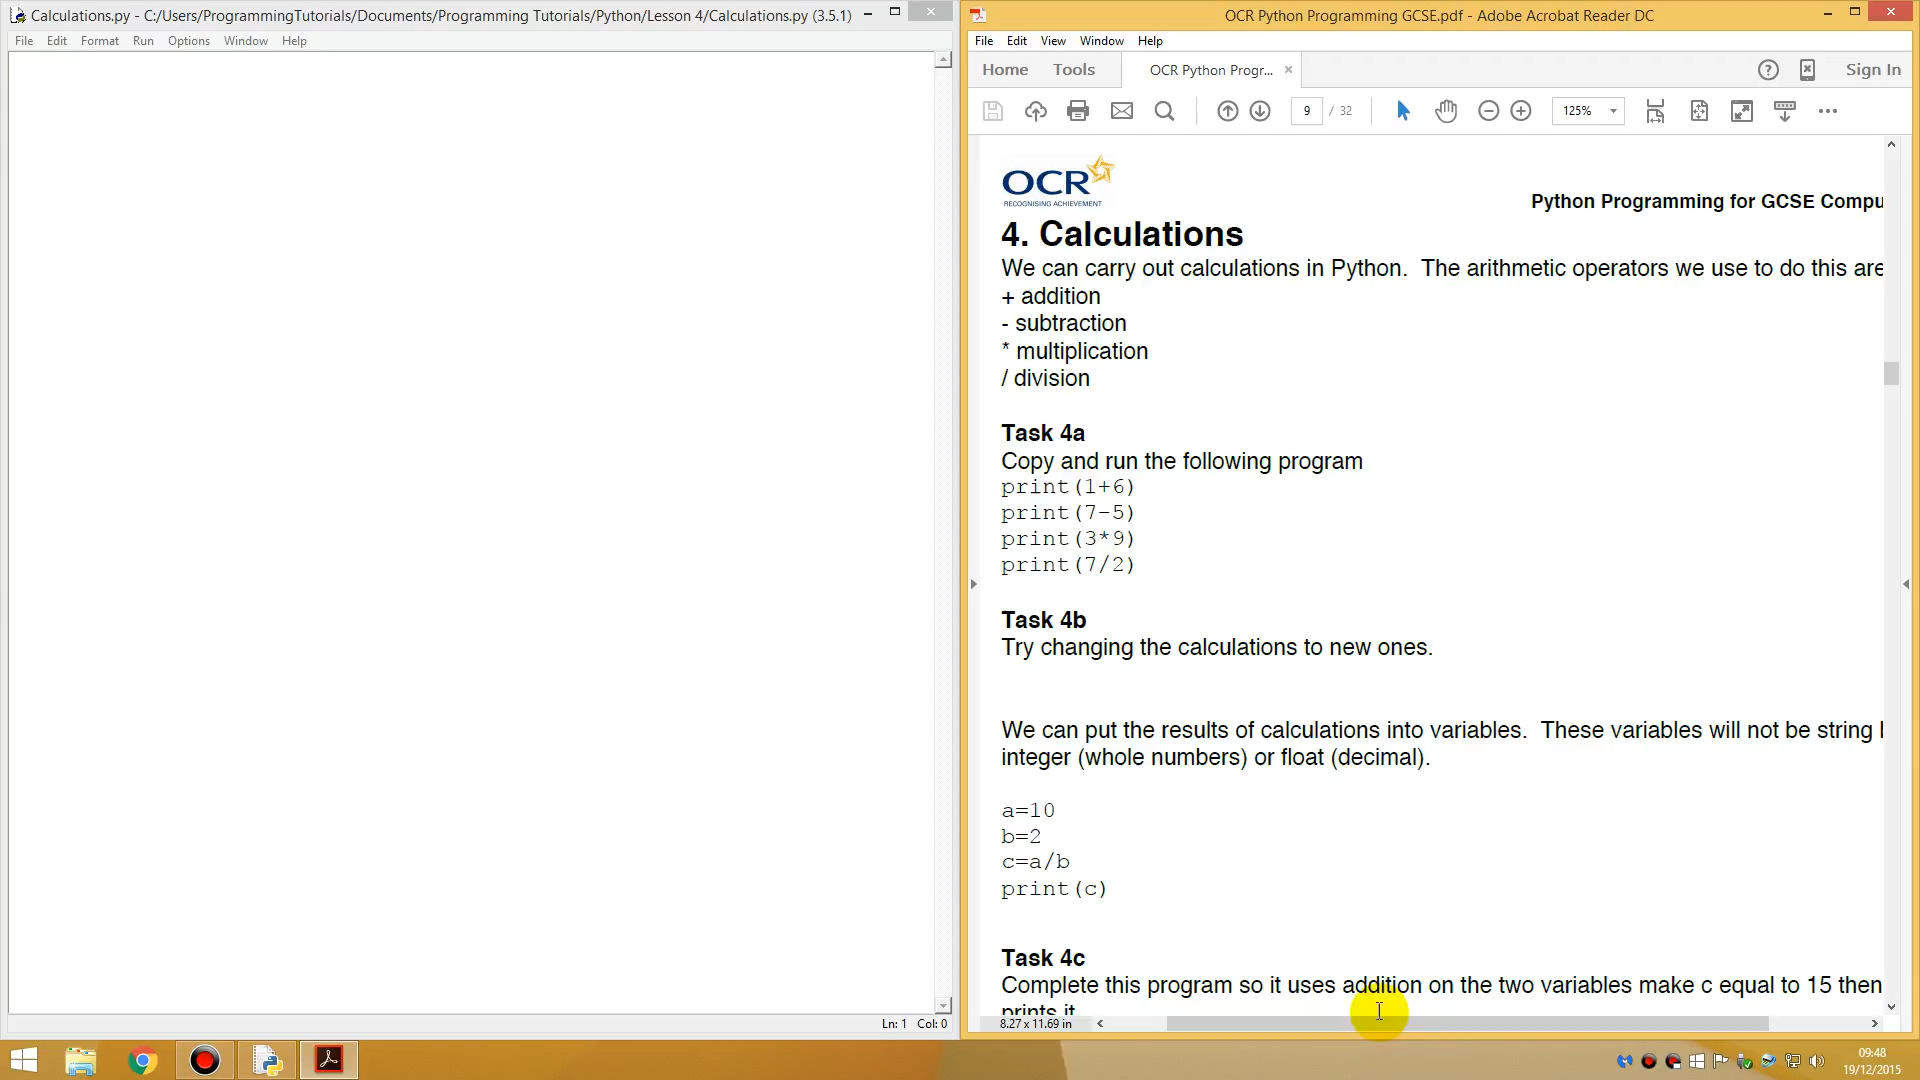 Calculations.py - C:/Users/ProgrammingTutorials/Documents/Programming Tutorials/Python/Lesson 4/Calculations.py (3.5.1)
File Edit Format Run Options Window Help
Ln: 1 Col: 0
OCR Python Programming GCSE.pdf - Adobe Acrobat Reader DC
File Edit View Window Help
Home Tools OCR Python Progr... × Sign In
9 / 32 125%
OCR
RECOGNISING ACHIEVEMENT
Python Programming for GCSE Compu
4. Calculations
We can carry out calculations in Python. The arithmetic operators we use to do this are
+ addition
- subtraction
* multiplication
/ division
Task 4a
Copy and run the following program
print(1+6)
print(7-5)
print(3*9)
print(7/2)
Task 4b
Try changing the calculations to new ones.
We can put the results of calculations into variables. These variables will not be string
integer (whole numbers) or float (decimal).
a=10
b=2
c=a/b
print(c)
Task 4c
Complete this program so it uses addition on the two variables make c equal to 15 then
prints it
8.27 x 11.69 in
09:48
19/12/2015